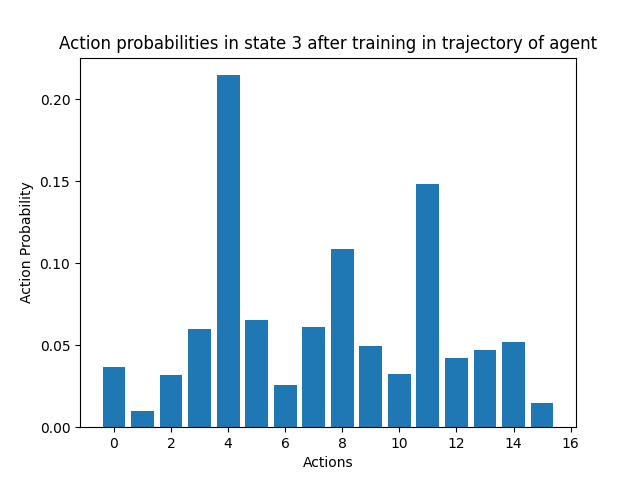 Action probabilities in state 3 after training in trajectory of agent
0.20
0.15
0.10
0.05
0.00
Action Probability
0 2 4 6 8 10 12 14 16
Actions